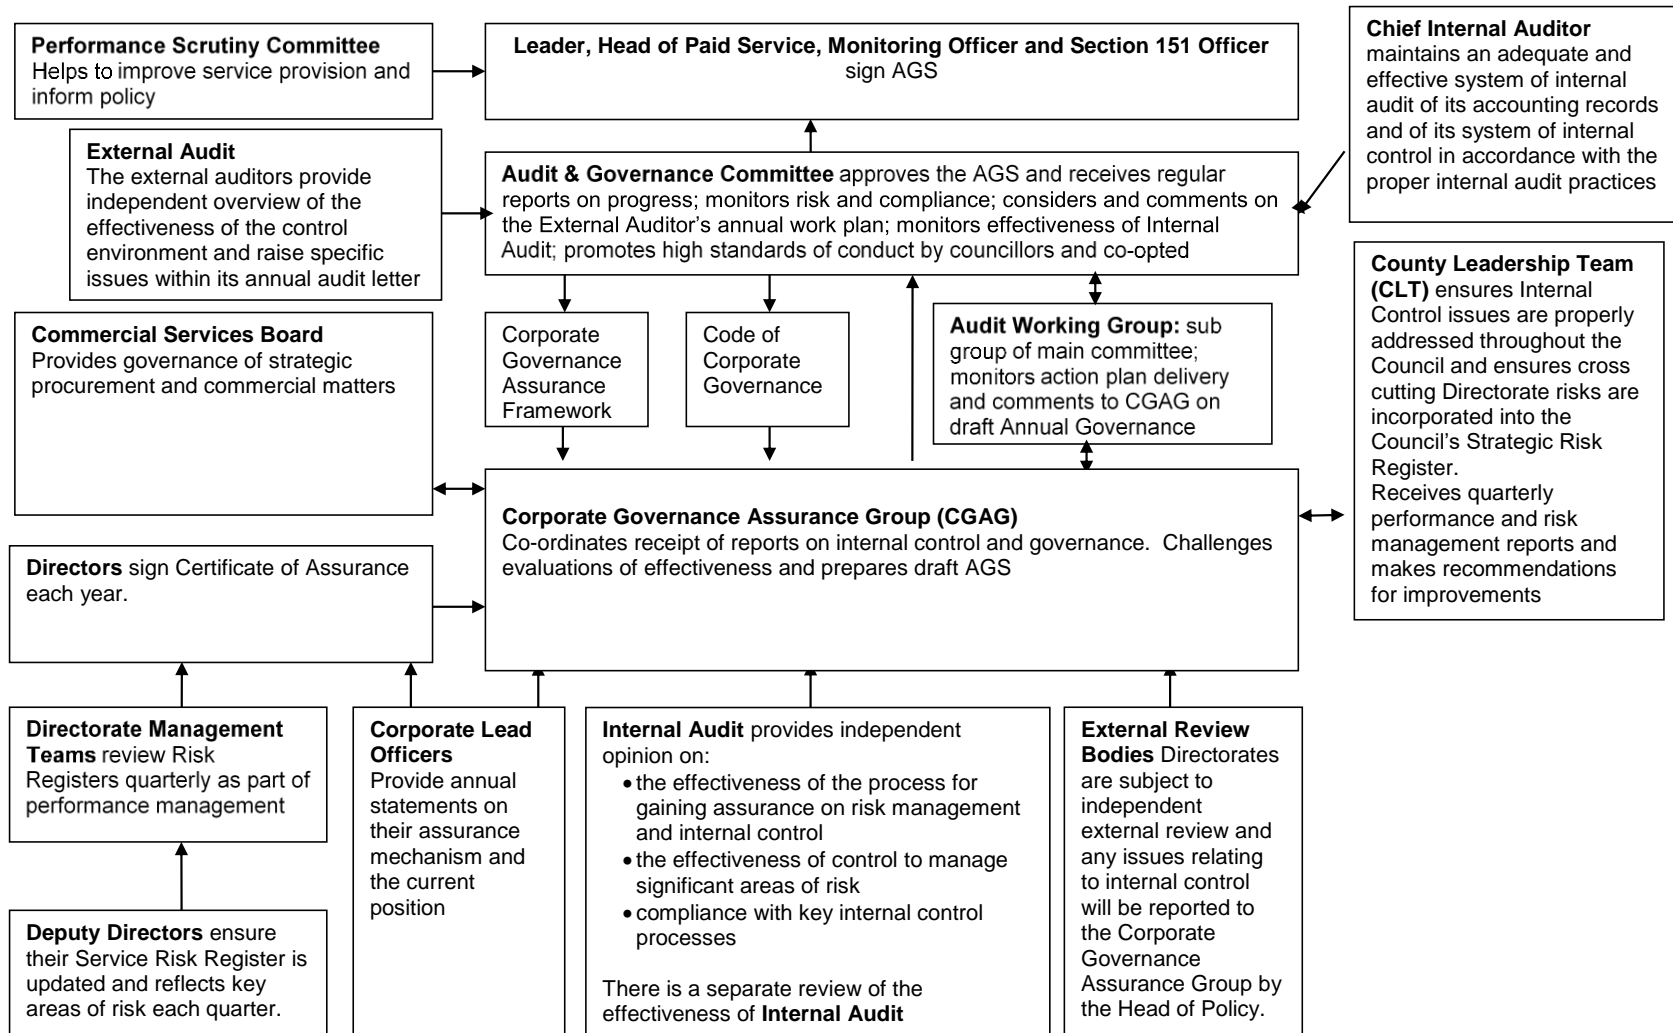 Performance Scrutiny Committee
Helps to improve service provision and
inform policy
Leader, Head of Paid Service, Monitoring Officer and Section 151 Officer
sign AGS
Chief Internal Auditor
maintains an adequate and
effective system of internal
audit of its accounting records
and of its system of internal
control in accordance with the
proper internal audit practices
External Audit
The external auditors provide
independent overview of the
effectiveness of the control
environment and raise specific
issues within its annual audit letter
Audit & Governance Committee approves the AGS and receives regular
reports on progress; monitors risk and compliance; considers and comments on
the External Auditor’s annual work plan; monitors effectiveness of Internal
Audit; promotes high standards of conduct by councillors and co-opted
County Leadership Team
(CLT) ensures Internal
Control issues are properly
addressed throughout the
Council and ensures cross
cutting Directorate risks are
incorporated into the
Council’s Strategic Risk
Register.
Receives quarterly
performance and risk
management reports and
makes recommendations
for improvements
Commercial Services Board
Provides governance of strategic
procurement and commercial matters
Corporate
Governance
Assurance
Framework
Code of
Corporate
Governance
Audit Working Group: sub
group of main committee;
monitors action plan delivery
and comments to CGAG on
draft Annual Governance
Corporate Governance Assurance Group (CGAG)
Co-ordinates receipt of reports on internal control and governance.  Challenges
evaluations of effectiveness and prepares draft AGS
Directors sign Certificate of Assurance
each year.
Directorate Management
Teams review Risk
Registers quarterly as part of
performance management
Deputy Directors ensure
their Service Risk Register is
updated and reflects key
areas of risk each quarter.
Corporate Lead
Officers
Provide annual
statements on
their assurance
mechanism and
the current
position
Internal Audit provides independent
opinion on:
• the effectiveness of the process for
gaining assurance on risk management
and internal control
• the effectiveness of control to manage
significant areas of risk
• compliance with key internal control
processes
There is a separate review of the
effectiveness of Internal Audit
External Review
Bodies Directorates
are subject to
independent
external review and
any issues relating
to internal control
will be reported to
the Corporate
Governance
Assurance Group by
the Head of Policy.